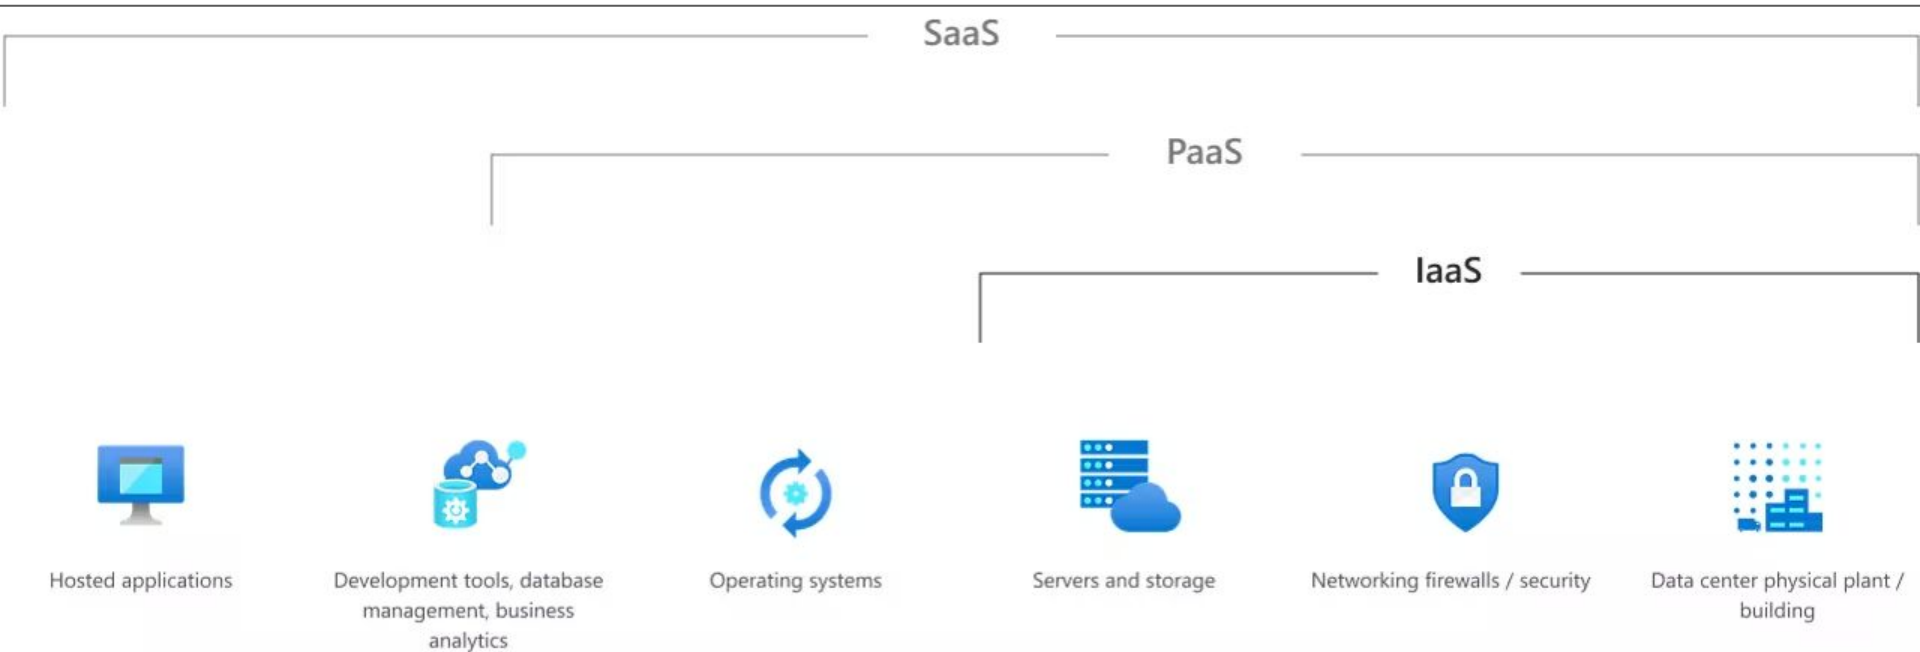 SaaS
PaaS
IaaS
Hosted applications
Development tools, database
management, business
analytics
Operating systems
Servers and storage
Networking firewalls / security
Data center physical plant /
building